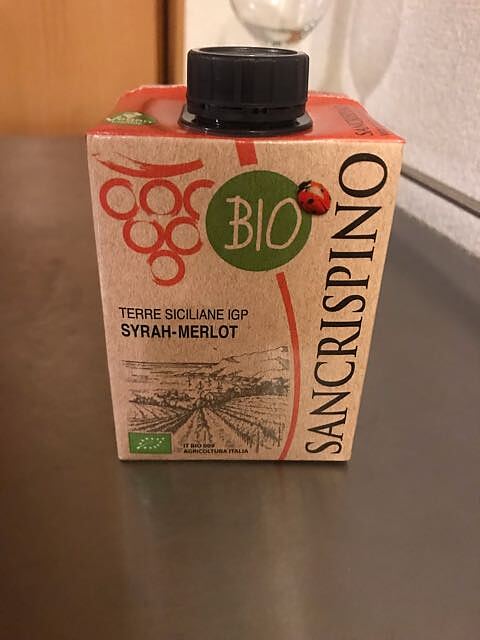 BIO
TERRE SICILIANE IGP
SYRAH-MERLOT
SANCRISPINO
IT BIO 009
AGRICOLTURA ITALIA